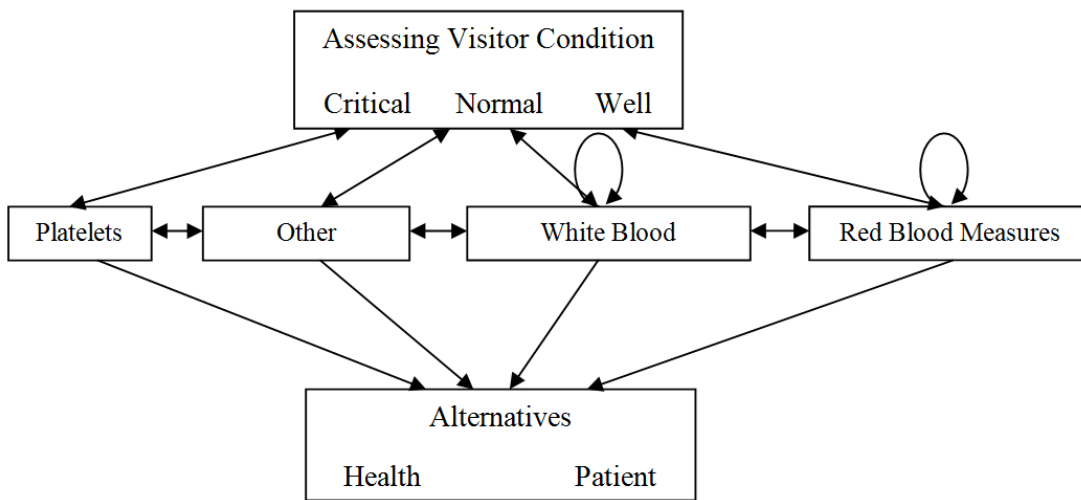 Assessing Visitor Condition
Critical Normal Well
Platelets Other White Blood Red Blood Measures
Alternatives
Health Patient